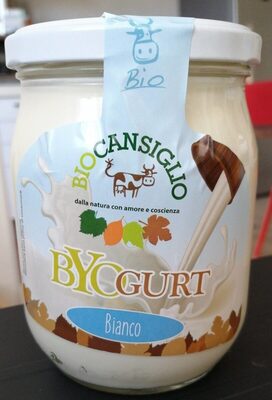 Bio
BIOCANSIGLIO
dalla natura con amore e coscienza
BYOGURT
Bianco